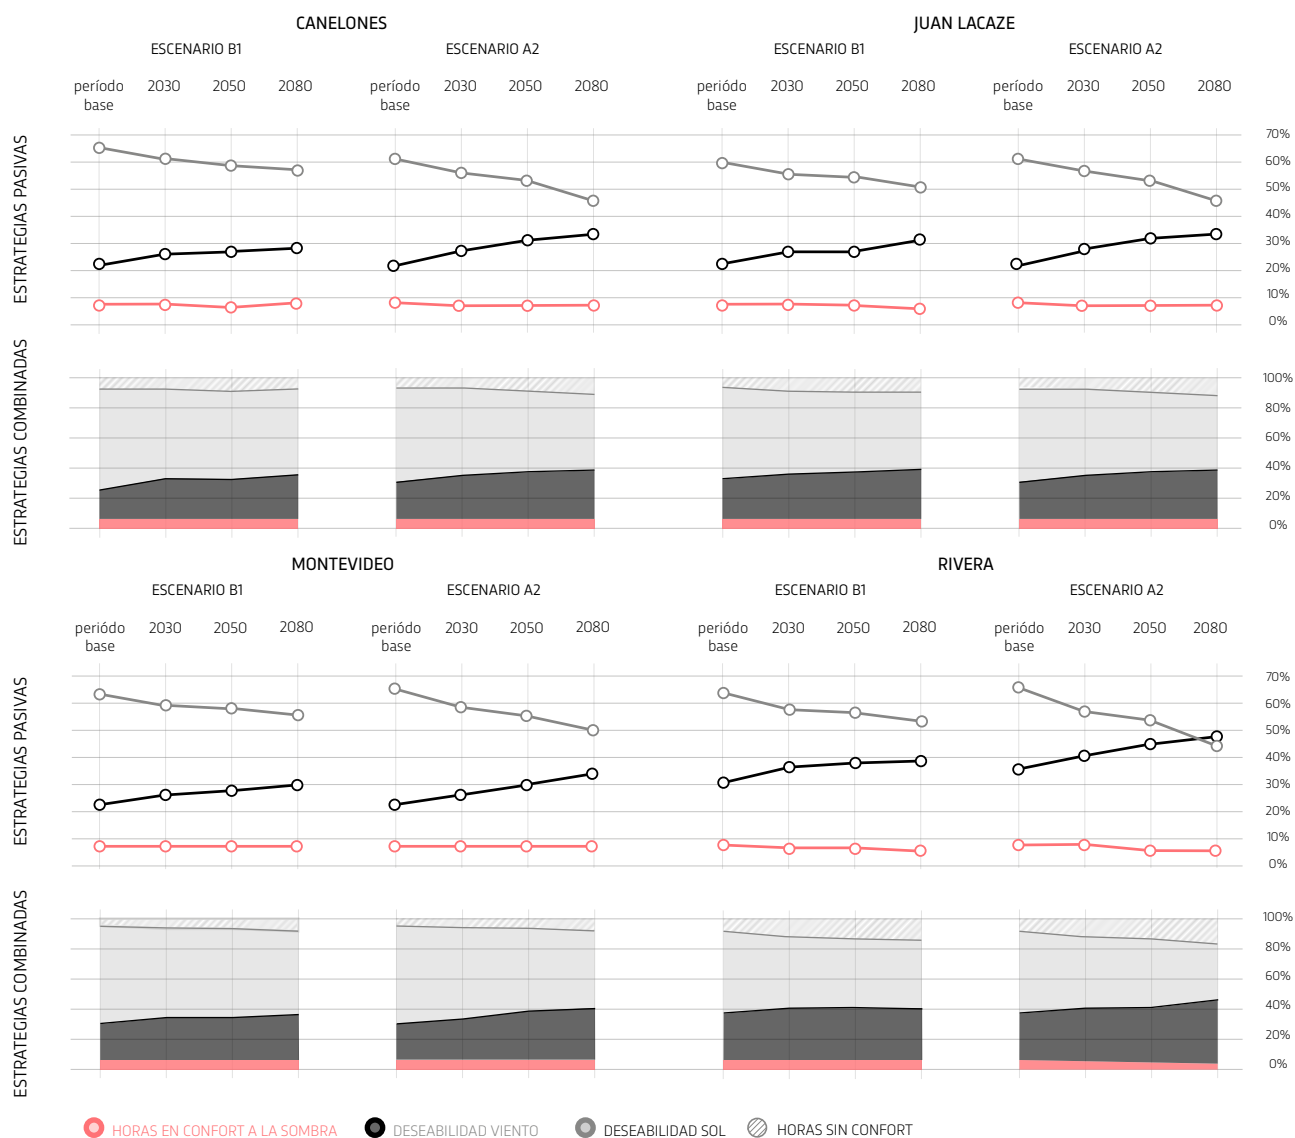 CANELONES
JUAN LACAZE
ESCENARIO B1
ESCENARIO A2
ESCENARIO B1
ESCENARIO A2
período base 2030 2050 2080
período base 2030 2050 2080
período base 2030 2050 2080
período base 2030 2050 2080
ESTRATEGIAS PASIVAS
70%
60%
50%
40%
30%
20%
10%
0%
ESTRATEGIAS COMBINADAS
100%
80%
60%
40%
20%
0%
MONTEVIDEO
RIVERA
ESCENARIO B1
ESCENARIO A2
ESCENARIO B1
ESCENARIO A2
periódo base 2030 2050 2080
periódo base 2030 2050 2080
periódo base 2030 2050 2080
periódo base 2030 2050 2080
ESTRATEGIAS PASIVAS
70%
60%
50%
40%
30%
20%
10%
0%
ESTRATEGIAS COMBINADAS
100%
80%
60%
40%
20%
0%
HORAS EN CONFORT A LA SOMBRA
DESEABILIDAD VIENTO
DESEABILIDAD SOL
HORAS SIN CONFORT